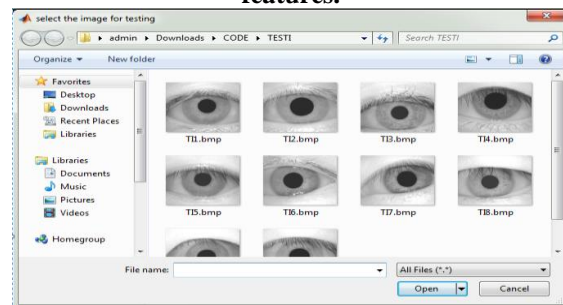 features.
select the image for testing
admin ▸ Downloads ▸ CODE ▸ TESTI
Search TESTI
Organize
New folder
Favorites
Desktop
Downloads
Recent Places
Libraries
Libraries
Documents
Music
Pictures
Videos
Homegroup
TI1.bmp
TI2.bmp
TI3.bmp
TI4.bmp
TI5.bmp
TI6.bmp
TI7.bmp
TI8.bmp
File name:
All Files (*.*)
Open
Cancel